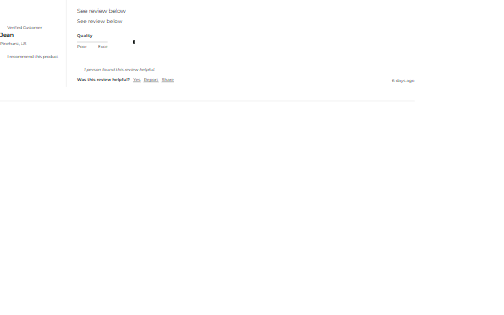 See review below
See review below
Verified Customer
Jean
Quality
Poor
I recommend this product
1 person found this review helpful
Was this review helpful? Yes Report Share
6 days ago